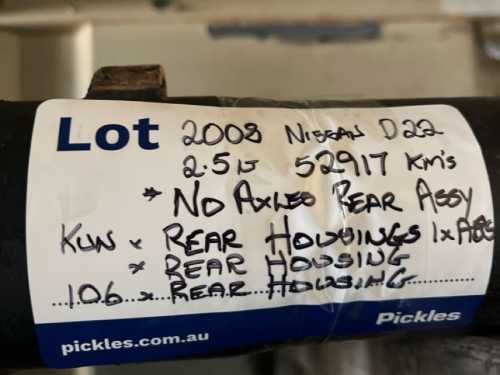 Lot 2008 NISSAN D22
2.5 LT 52917 Km's
* NO AXLES REAR ASSY
KUN x REAR HOUSINGS 1x ABS
x REAR HOUSING
106 x REAR HOUSING
Pickles
pickles.com.au